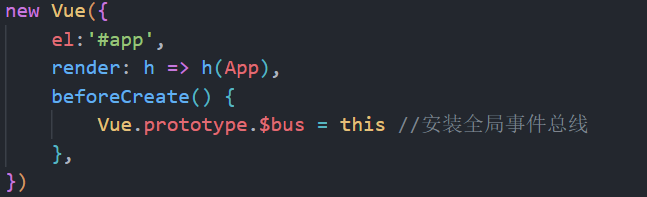 new Vue({
    el:'#app',
    render: h => h(App),
    beforeCreate() {
        Vue.prototype.$bus = this //安装全局事件总线
    },
})